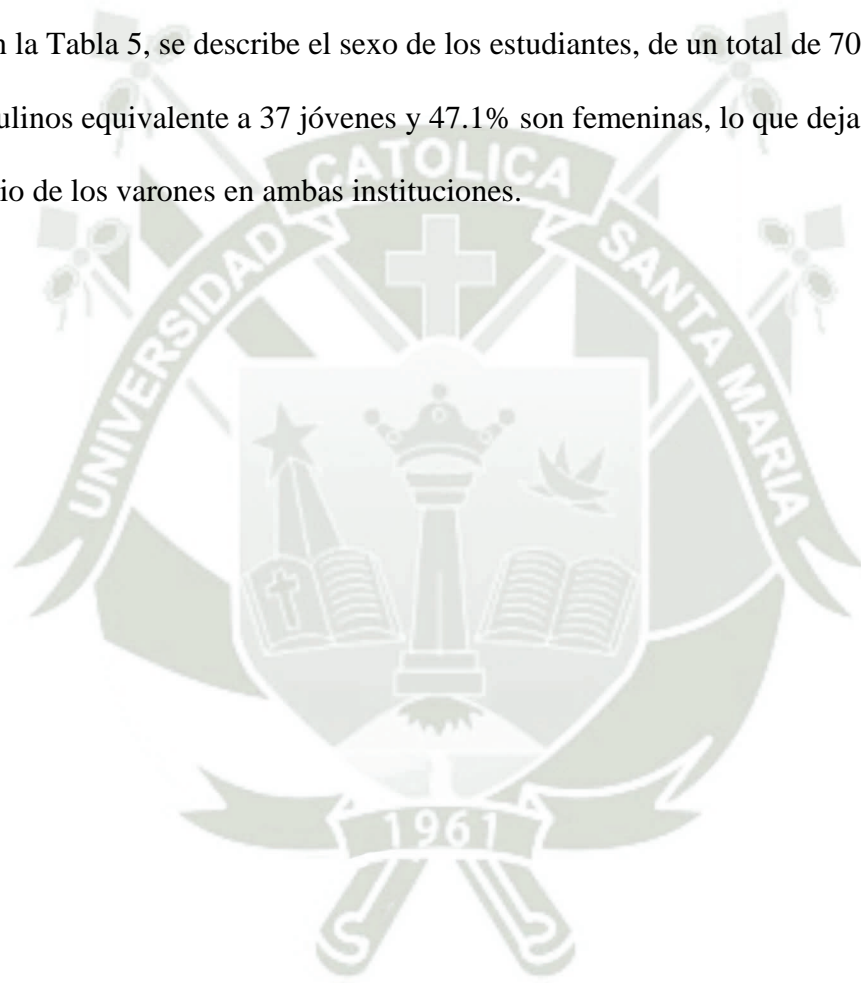 n la Tabla 5, se describe el sexo de los estudiantes, de un total de 70
ulinos equivalente a 37 jóvenes y 47.1% son femeninas, lo que deja
io de los varones en ambas instituciones.
UNIVERSIDAD CATOLICA SANTA MARIA
1961